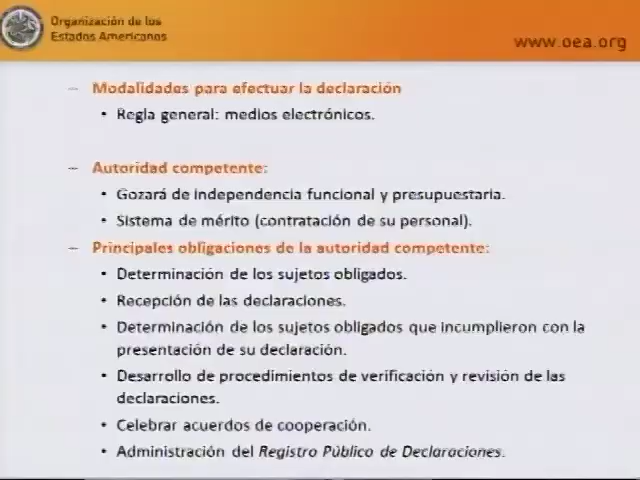 Organización de los
Estados Americanos
www.oea.org
– Modalidades para efectuar la declaración
• Regla general: medios electrónicos.
– Autoridad competente:
• Gozará de independencia funcional y presupuestaria.
• Sistema de mérito (contratación de su personal).
– Principales obligaciones de la autoridad competente:
• Determinación de los sujetos obligados.
• Recepción de las declaraciones.
• Determinación de los sujetos obligados que incumplieron con la
presentación de su declaración.
• Desarrollo de procedimientos de verificación y revisión de las
declaraciones.
• Celebrar acuerdos de cooperación.
• Administración del Registro Público de Declaraciones.